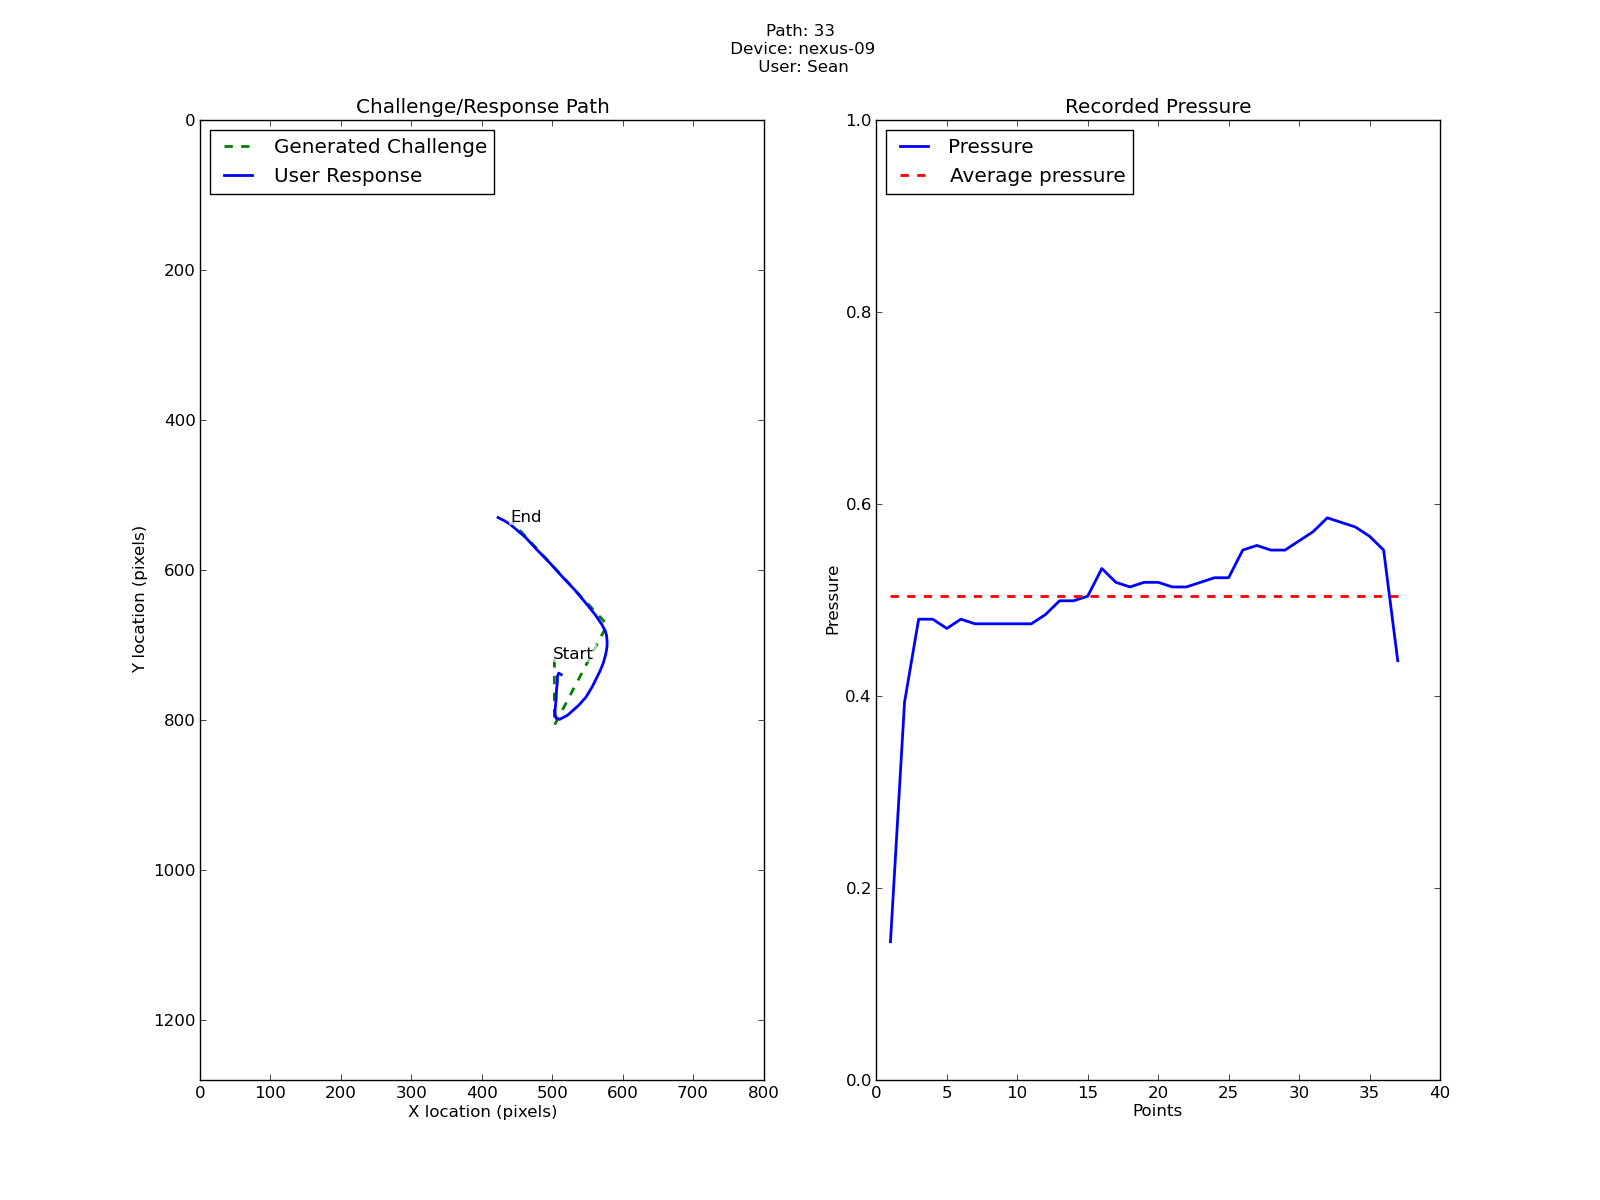 Path: 33
Device: nexus-09
User: Sean
Challenge/Response Path
Generated Challenge
User Response
0
200
400
600
800
1000
1200
Y location (pixels)
End
Start
0 100 200 300 400 500 600 700 800
X location (pixels)
Recorded Pressure
Pressure
Average pressure
1.0
0.8
0.6
0.4
0.2
0.0
Pressure
0 5 10 15 20 25 30 35 40
Points